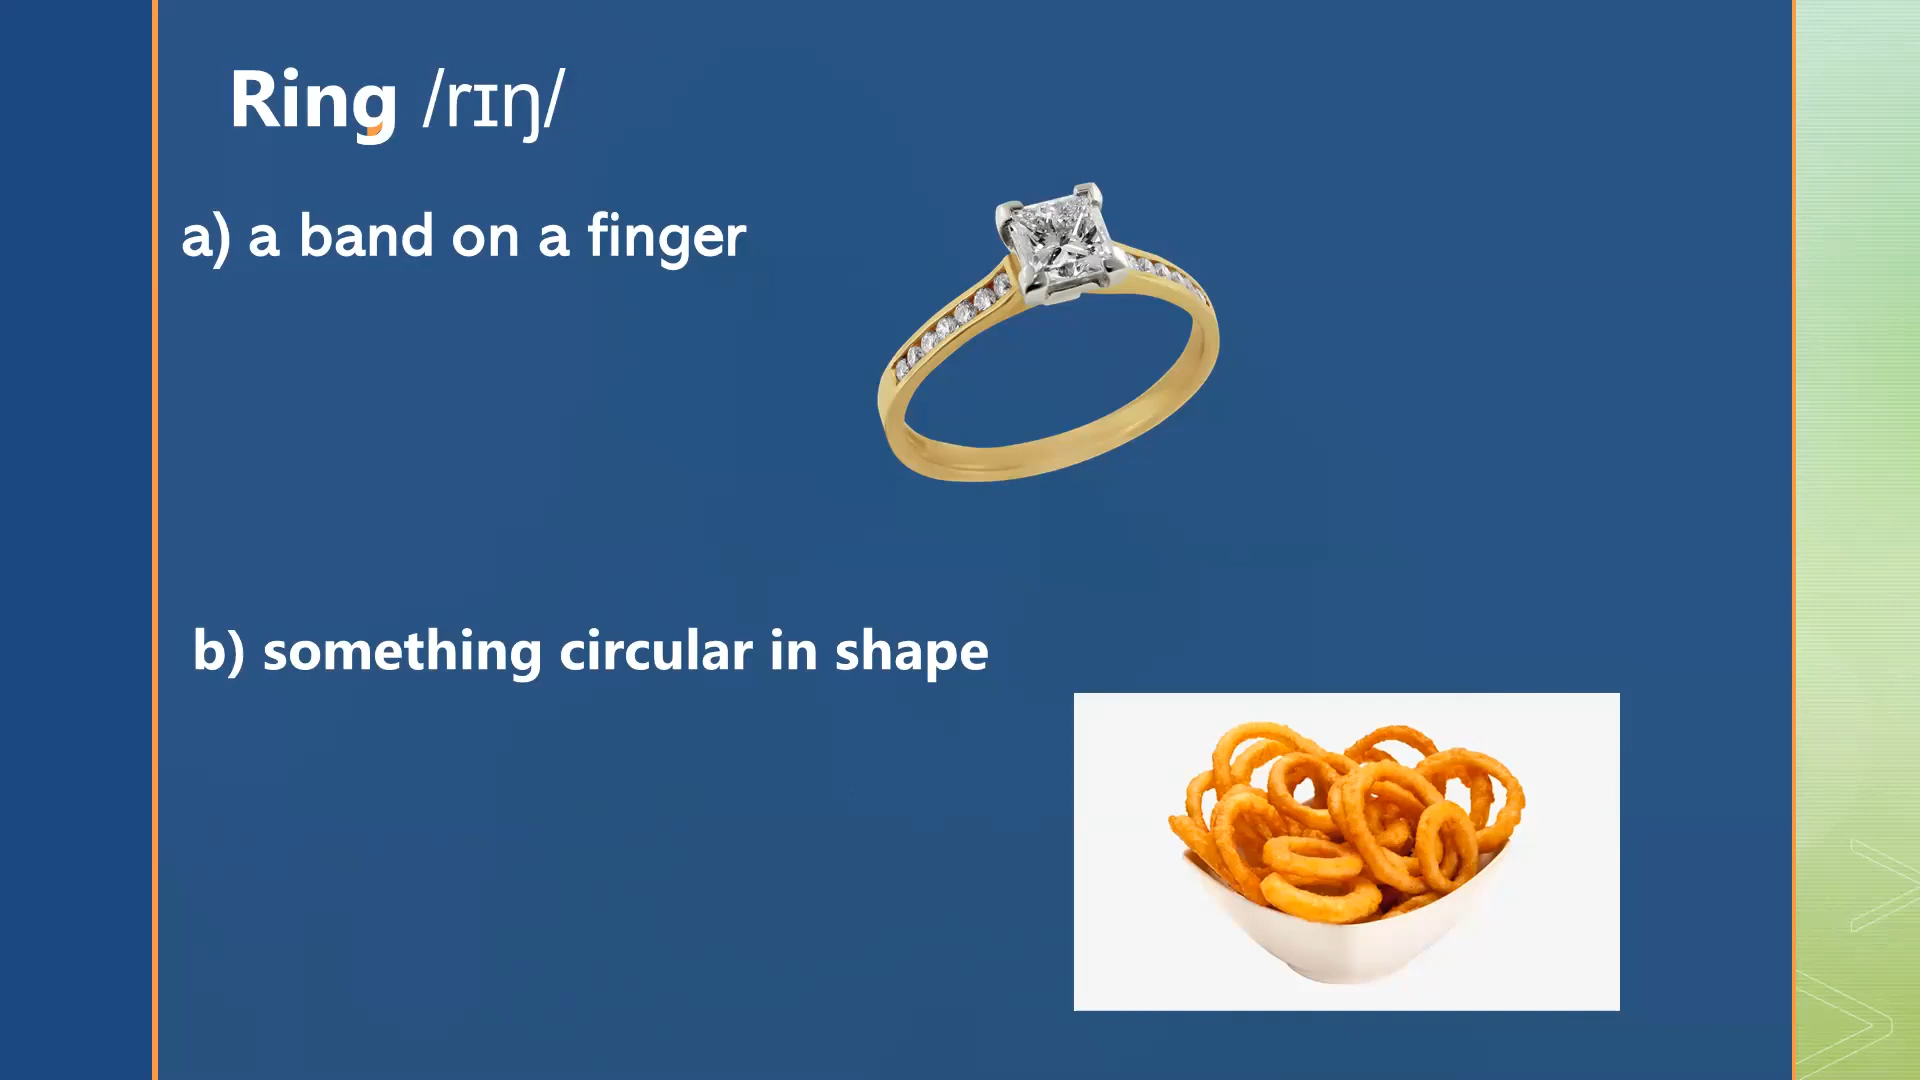 Ring /rɪŋ/
a) a band on a finger
b) something circular in shape